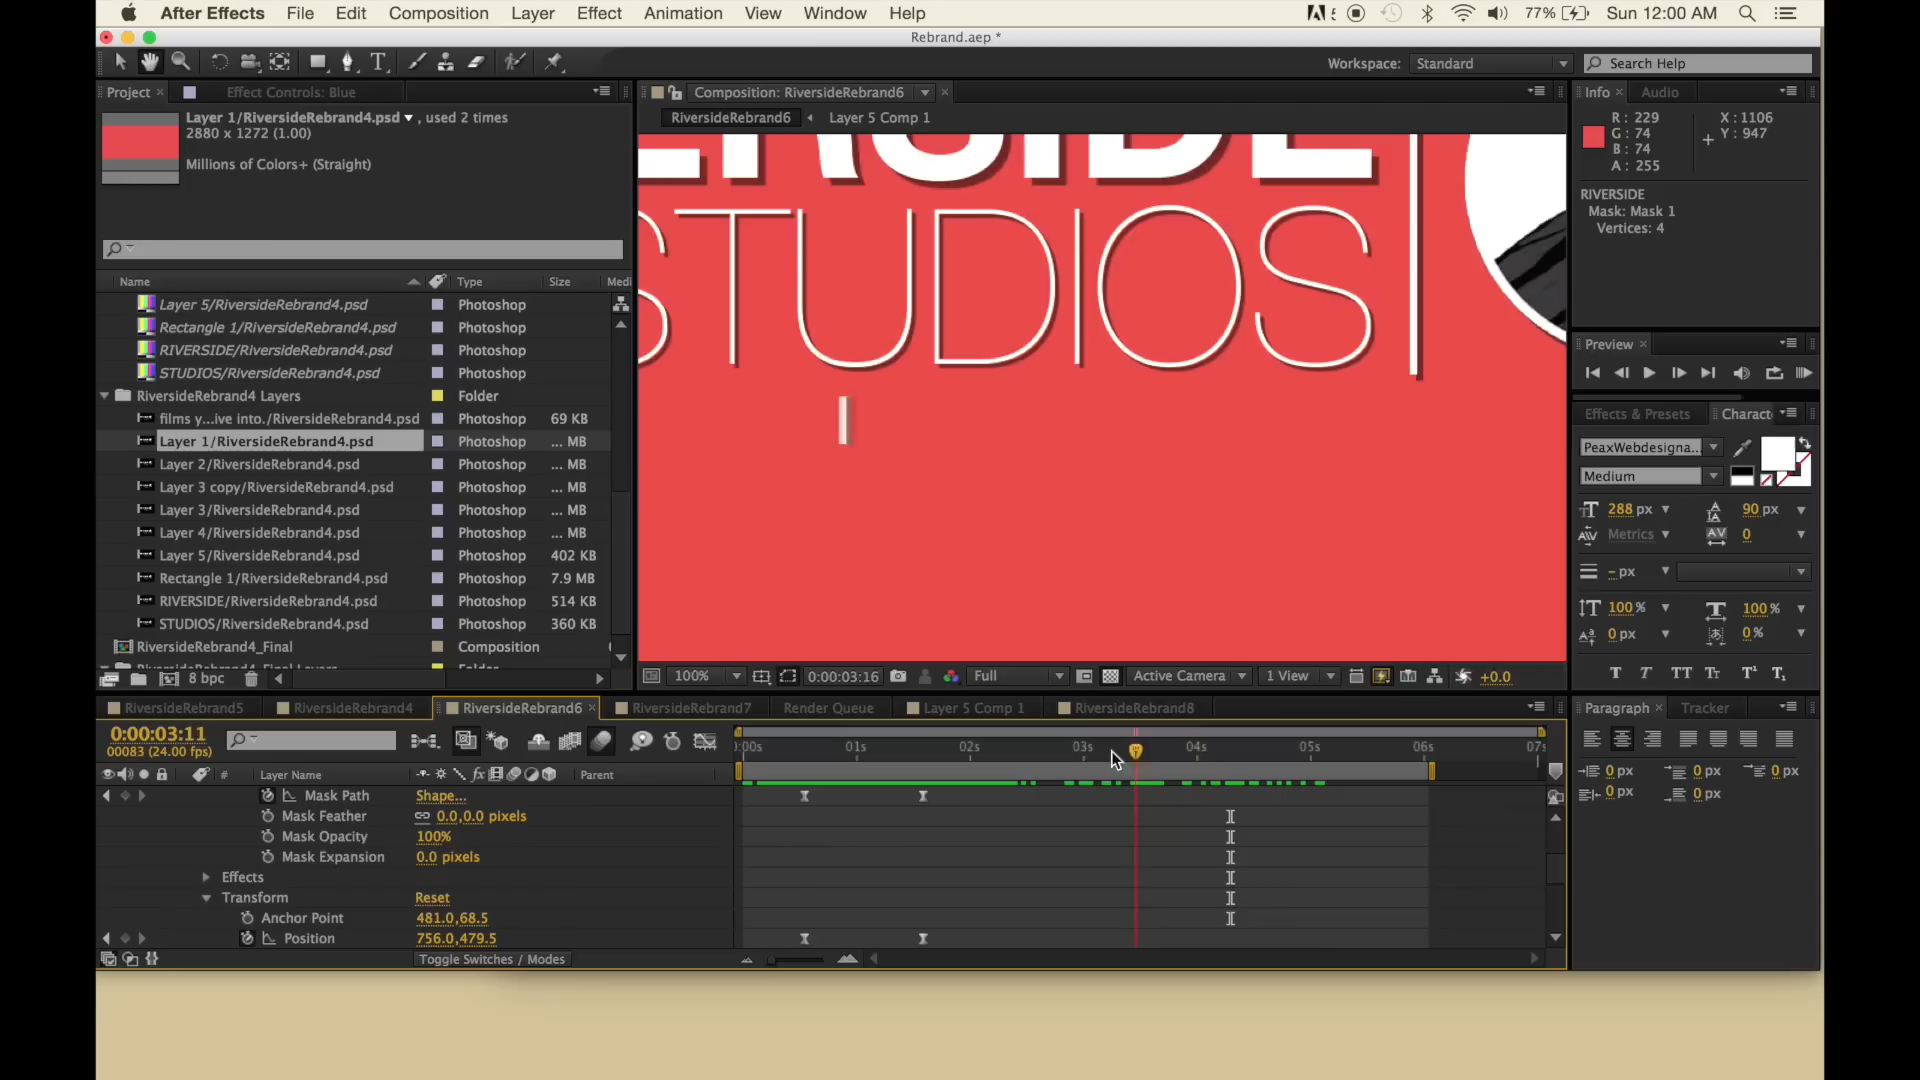 After Effects File Edit Composition Layer Effect Animation View Window Help 5 77% Sun 12:00 AM
Rebrand.aep *
T Workspace: Standard Search Help
Project Effect Controls: Blue Composition: RiversideRebrand6 Info Audio
Layer 1/RiversideRebrand4.psd , used 2 times RiversideRebrand6 Layer 5 Comp 1
2880 x 1272 (1.00)
Millions of Colors+ (Straight)
R: 229 X: 1106
G: 74 Y: 947
B: 74
A: 255
RIVERSIDE
Mask: Mask 1
Vertices: 4
ERSIDE
STUDIOS
Name Type Size Medi
Layer 5/RiversideRebrand4.psd Photoshop
Rectangle 1/RiversideRebrand4.psd Photoshop
RIVERSIDE/RiversideRebrand4.psd Photoshop
STUDIOS/RiversideRebrand4.psd Photoshop
RiversideRebrand4 Layers Folder
films y...ive into./RiversideRebrand4.psd Photoshop 69 KB
Layer 1/RiversideRebrand4.psd Photoshop ... MB
Layer 2/RiversideRebrand4.psd Photoshop ... MB
Layer 3 copy/RiversideRebrand4.psd Photoshop ... MB
Layer 3/RiversideRebrand4.psd Photoshop ... MB
Layer 4/RiversideRebrand4.psd Photoshop ... MB
Layer 5/RiversideRebrand4.psd Photoshop 402 KB
Rectangle 1/RiversideRebrand4.psd Photoshop 7.9 MB
RIVERSIDE/RiversideRebrand4.psd Photoshop 514 KB
STUDIOS/RiversideRebrand4.psd Photoshop 360 KB
RiversideRebrand4_Final Composition
RiversideRebrand4_Final Layers Folder
8 bpc
100% 0:00:03:16 Full Active Camera 1 View +0.0
Preview
Effects & Presets Charact
PeaxWebdesigna...
Medium
288 px 90 px
Metrics 0
- px
100% 100%
0 px 0%
T T TT Tт T¹ T₁
RiversideRebrand5 RiversideRebrand4 RiversideRebrand6 RiversideRebrand7 Render Queue Layer 5 Comp 1 RiversideRebrand8
Paragraph Tracker
0:00:03:11
00083 (24.00 fps)
):00s 01s 02s 03s 04s 05s 06s 07s
# Layer Name fx Parent
Mask Path Shape...
Mask Feather 0.0,0.0 pixels
Mask Opacity 100%
Mask Expansion 0.0 pixels
Effects
Transform Reset
Anchor Point 481.0,68.5
Position 756.0,479.5
Toggle Switches / Modes
0 px 0 px 0 px
0 px 0 px